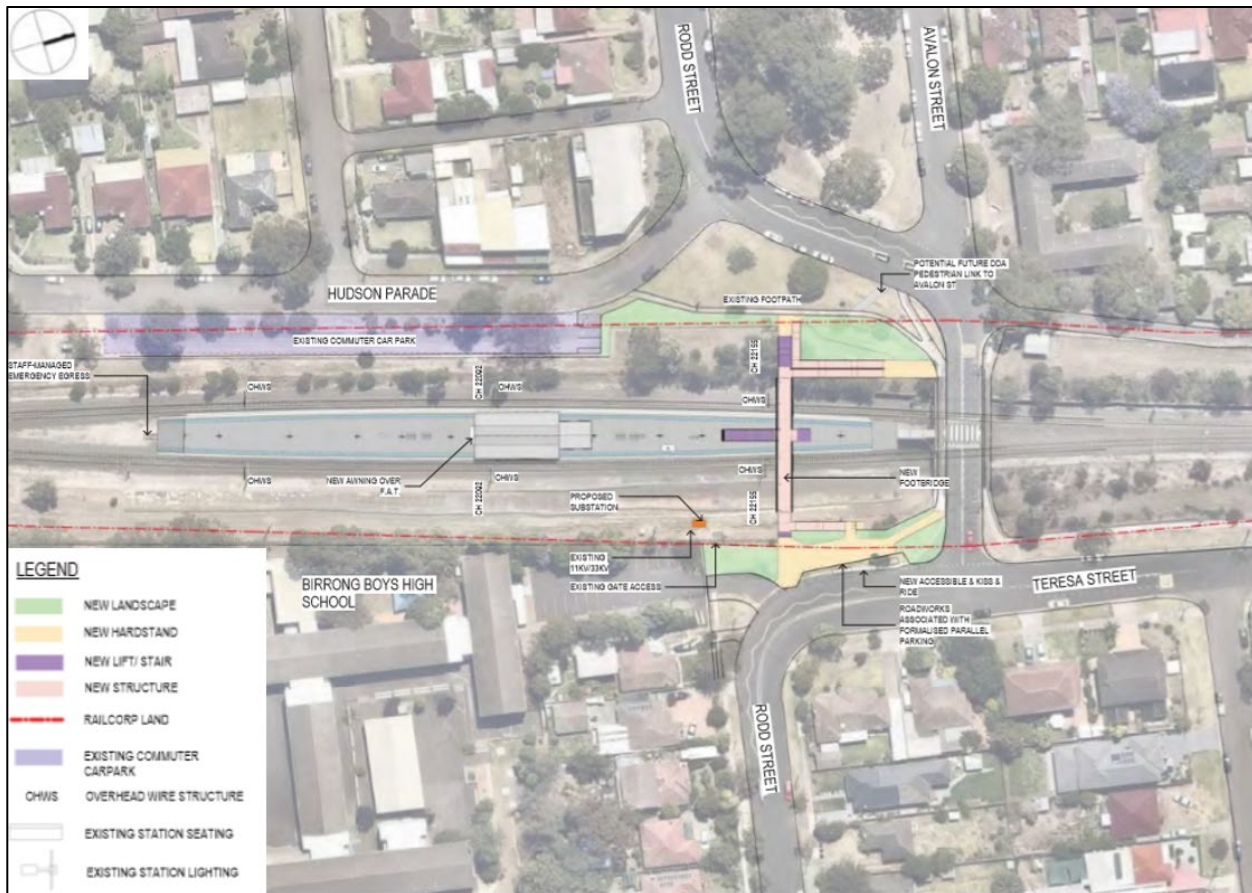 RODD STREET
AVALON STREET
POTENTIAL FUTURE DDA
PEDESTRIAN LINK TO
AVALON ST
HUDSON PARADE
EXISTING FOOTPATH
EXISTING COMMUTER CAR PARK
STAFF-MANAGED
EMERGENCY EGRESS
OHWS
CH 22092
OHWS
CH 22155
OHWS
NEW AWNING OVER
F.A.T.
OHWS
CH 22092
OHWS
OHWS
CH 22155
NEW
FOOTBRIDGE
PROPOSED
SUBSTATION
EXISTING
11KV/33KV
EXISTING GATE ACCESS
BIRRONG BOYS HIGH
SCHOOL
NEW ACCESSIBLE & KISS &
RIDE
TERESA STREET
ROADWORKS
ASSOCIATED WITH
FORMALISED PARALLEL
PARKING
RODD STREET
LEGEND
NEW LANDSCAPE
NEW HARDSTAND
NEW LIFT/ STAIR
NEW STRUCTURE
RAILCORP LAND
EXISTING COMMUTER
CARPARK
OHWS OVERHEAD WIRE STRUCTURE
EXISTING STATION SEATING
EXISTING STATION LIGHTING